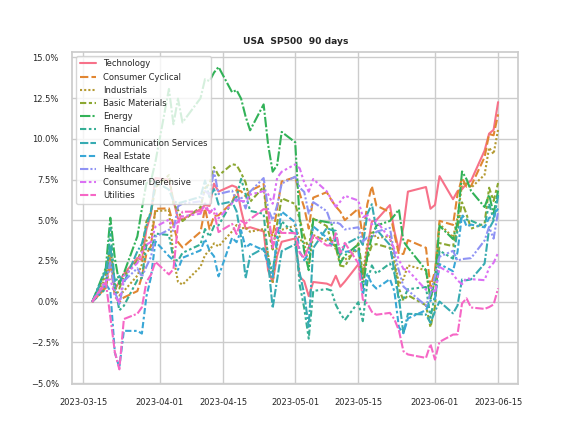 USA  SP500  90 days
15.0%
12.5%
10.0%
7.5%
5.0%
2.5%
0.0%
−2.5%
−5.0%
Technology
Consumer Cyclical
Industrials
Basic Materials
Energy
Financial
Communication Services
Real Estate
Healthcare
Consumer Defensive
Utilities
2023-03-15
2023-04-01
2023-04-15
2023-05-01
2023-05-15
2023-06-01
2023-06-15